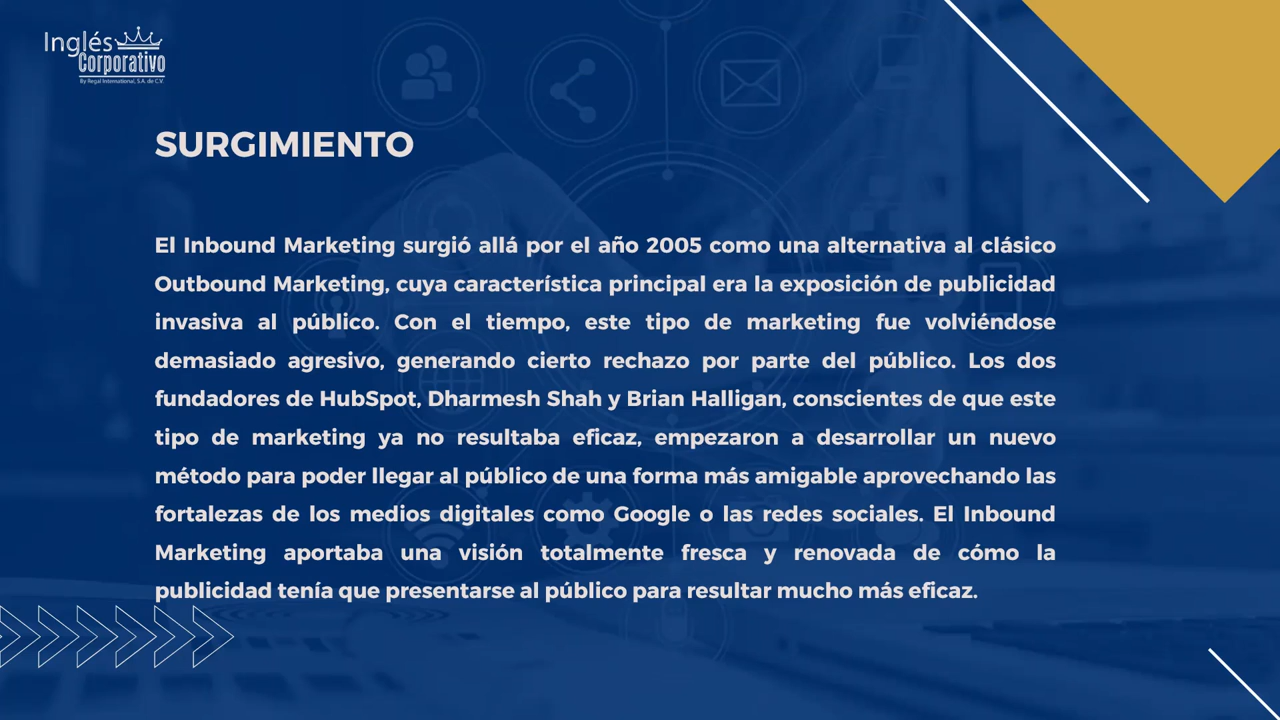 Inglés
Corporativo
By Regal International, S.A. de C.V.
SURGIMIENTO
El Inbound Marketing surgió allá por el año 2005 como una alternativa al clásico
Outbound Marketing, cuya característica principal era la exposición de publicidad
invasiva al público. Con el tiempo, este tipo de marketing fue volviéndose
demasiado agresivo, generando cierto rechazo por parte del público. Los dos
fundadores de HubSpot, Dharmesh Shah y Brian Halligan, conscientes de que este
tipo de marketing ya no resultaba eficaz, empezaron a desarrollar un nuevo
método para poder llegar al público de una forma más amigable aprovechando las
fortalezas de los medios digitales como Google o las redes sociales. El Inbound
Marketing aportaba una visión totalmente fresca y renovada de cómo la
publicidad tenía que presentarse al público para resultar mucho más eficaz.